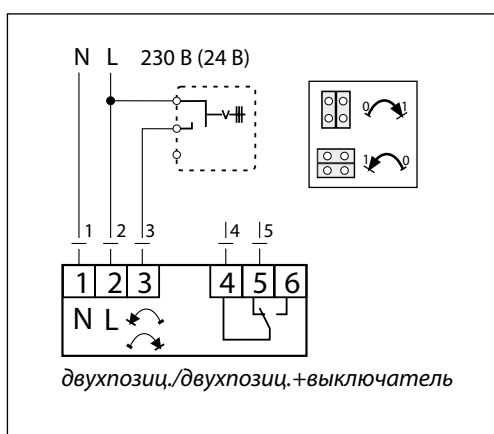 N L 230 В (24 В)
0 1
1 0
1 2 3 4 5
1 2 3 4 5 6
N L
двухпозиц./двухпозиц.+выключатель